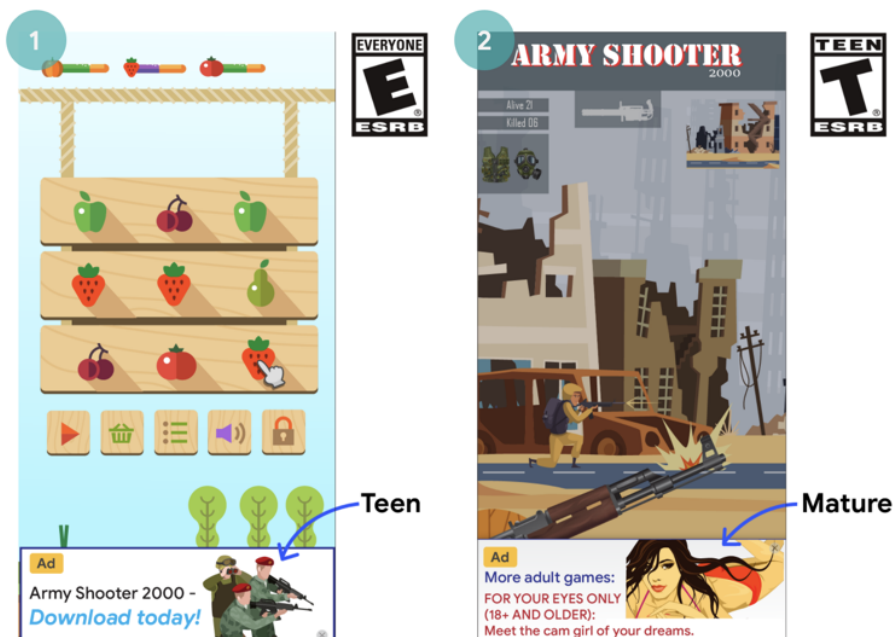 1
EVERYONE
E
®
ESRB
Teen
Ad
Army Shooter 2000 -
Download today!
2
ARMY SHOOTER
2000
Alive 21
Killed 06
TEEN
T
®
ESRB
Mature
Ad
More adult games:
FOR YOUR EYES ONLY
(18+ AND OLDER):
Meet the cam girl of your dreams.